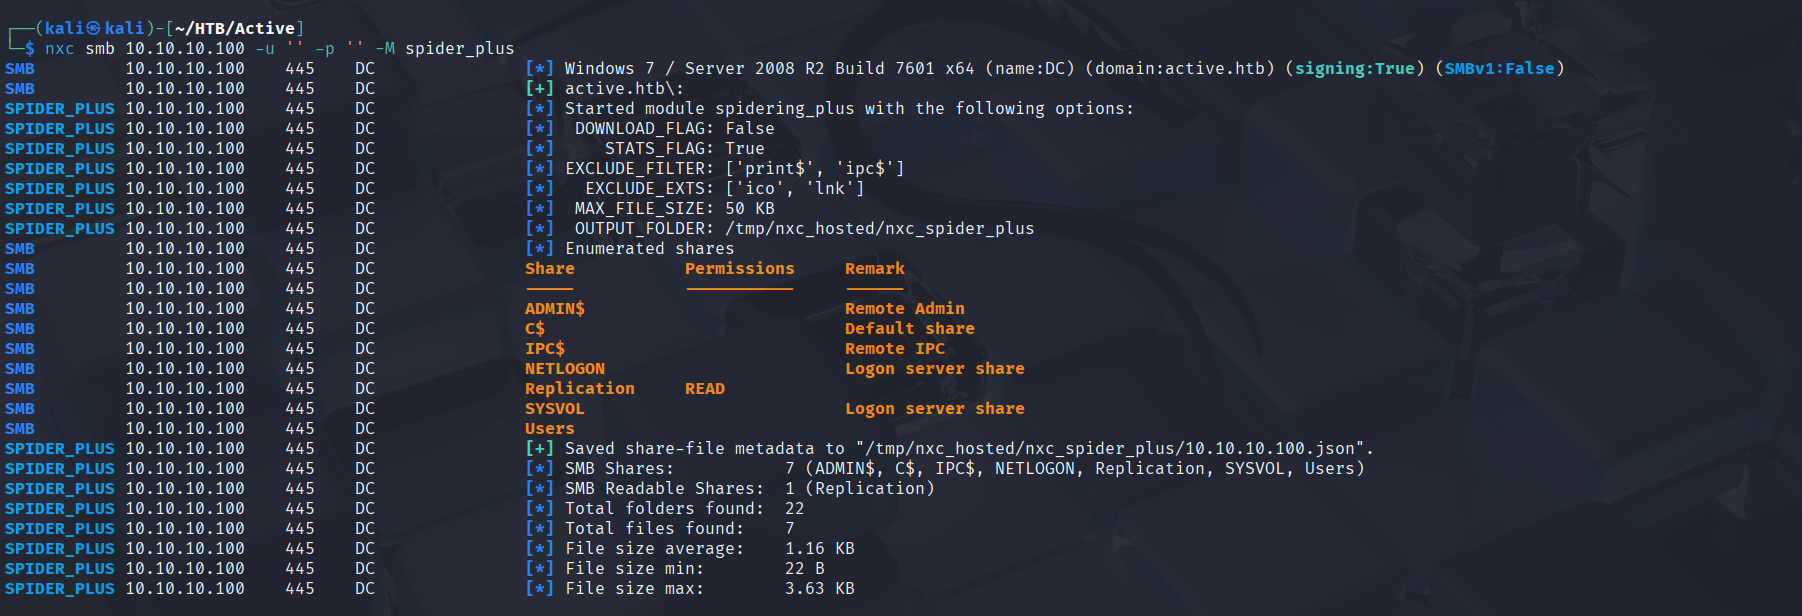 ┌──(kali㉿kali)-[~/HTB/Active]
└─$ nxc smb 10.10.10.100 -u '' -p '' -M spider_plus
SMB         10.10.10.100    445    DC               [*] Windows 7 / Server 2008 R2 Build 7601 x64 (name:DC) (domain:active.htb) (signing:True) (SMBv1:False)
SMB         10.10.10.100    445    DC               [+] active.htb\:
SPIDER_PLUS 10.10.10.100    445    DC               [*] Started module spidering_plus with the following options:
SPIDER_PLUS 10.10.10.100    445    DC               [*]  DOWNLOAD_FLAG: False
SPIDER_PLUS 10.10.10.100    445    DC               [*]     STATS_FLAG: True
SPIDER_PLUS 10.10.10.100    445    DC               [*] EXCLUDE_FILTER: ['print$', 'ipc$']
SPIDER_PLUS 10.10.10.100    445    DC               [*]   EXCLUDE_EXTS: ['ico', 'lnk']
SPIDER_PLUS 10.10.10.100    445    DC               [*]  MAX_FILE_SIZE: 50 KB
SPIDER_PLUS 10.10.10.100    445    DC               [*]  OUTPUT_FOLDER: /tmp/nxc_hosted/nxc_spider_plus
SMB         10.10.10.100    445    DC               [*] Enumerated shares
SMB         10.10.10.100    445    DC               Share           Permissions     Remark
SMB         10.10.10.100    445    DC               -----           -----------     ------
SMB         10.10.10.100    445    DC               ADMIN$                          Remote Admin
SMB         10.10.10.100    445    DC               C$                              Default share
SMB         10.10.10.100    445    DC               IPC$                            Remote IPC
SMB         10.10.10.100    445    DC               NETLOGON                        Logon server share
SMB         10.10.10.100    445    DC               Replication     READ
SMB         10.10.10.100    445    DC               SYSVOL                          Logon server share
SMB         10.10.10.100    445    DC               Users
SPIDER_PLUS 10.10.10.100    445    DC               [+] Saved share-file metadata to "/tmp/nxc_hosted/nxc_spider_plus/10.10.10.100.json".
SPIDER_PLUS 10.10.10.100    445    DC               [*] SMB Shares:           7 (ADMIN$, C$, IPC$, NETLOGON, Replication, SYSVOL, Users)
SPIDER_PLUS 10.10.10.100    445    DC               [*] SMB Readable Shares:  1 (Replication)
SPIDER_PLUS 10.10.10.100    445    DC               [*] Total folders found:  22
SPIDER_PLUS 10.10.10.100    445    DC               [*] Total files found:    7
SPIDER_PLUS 10.10.10.100    445    DC               [*] File size average:    1.16 KB
SPIDER_PLUS 10.10.10.100    445    DC               [*] File size min:        22 B
SPIDER_PLUS 10.10.10.100    445    DC               [*] File size max:        3.63 KB